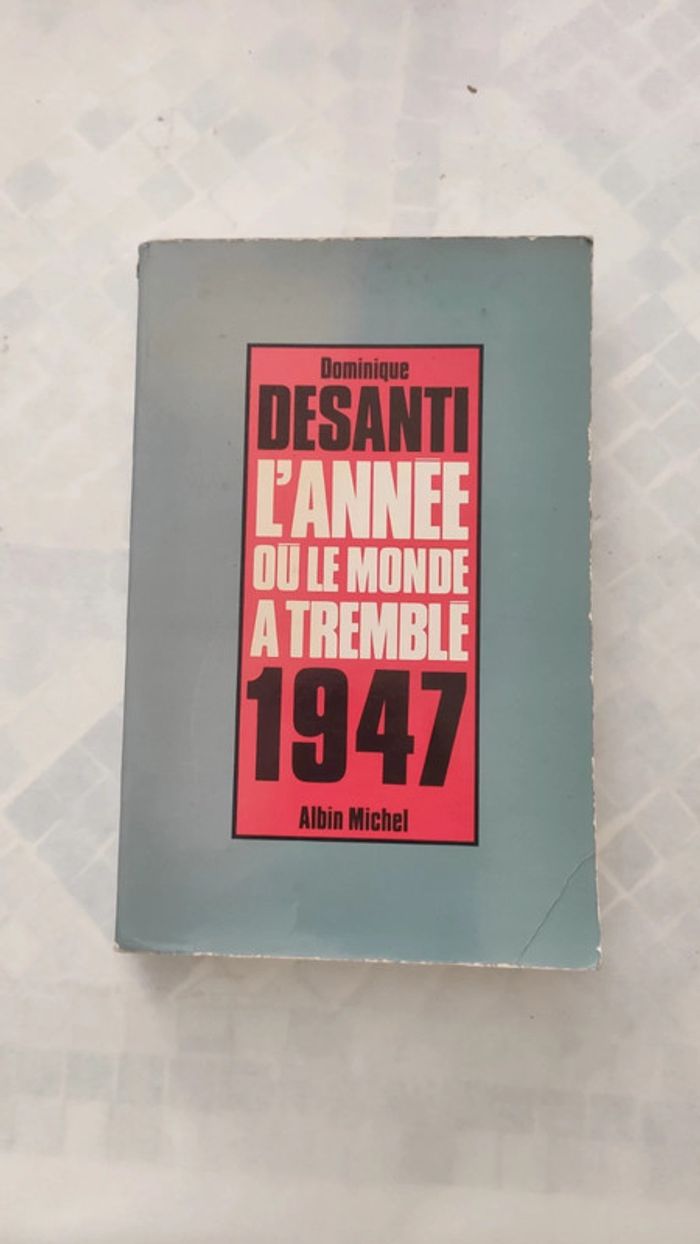 Dominique
DESANTI
L'ANNÉE
OÙ LE MONDE
A TREMBLÉ
1947
Albin Michel